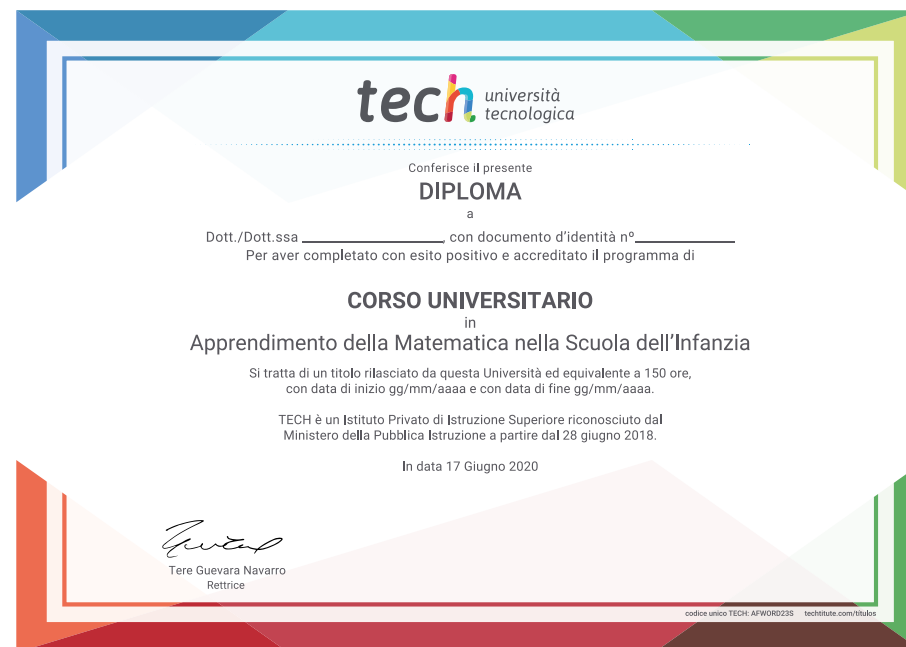 tech università
tecnologica
Conferisce il presente
DIPLOMA
a
Dott./Dott.ssa ________________, con documento d'identità nº____________
Per aver completato con esito positivo e accreditato il programma di
CORSO UNIVERSITARIO
in
Apprendimento della Matematica nella Scuola dell'Infanzia
Si tratta di un titolo rilasciato da questa Università ed equivalente a 150 ore,
con data di inizio gg/mm/aaaa e con data di fine gg/mm/aaaa.
TECH è un Istituto Privato di Istruzione Superiore riconosciuto dal
Ministero della Pubblica Istruzione a partire dal 28 giugno 2018.
In data 17 Giugno 2020
Tere Guevara Navarro
Rettrice
codice unico TECH: AFWORD23S techtitute.com/titulos